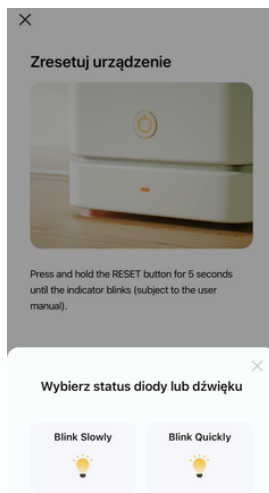 Zresetuj urządzenie
Press and hold the RESET button for 5 seconds
until the indicator blinks (subject to the user
manual).
Wybierz status diody lub dźwięku
Blink Slowly
Blink Quickly